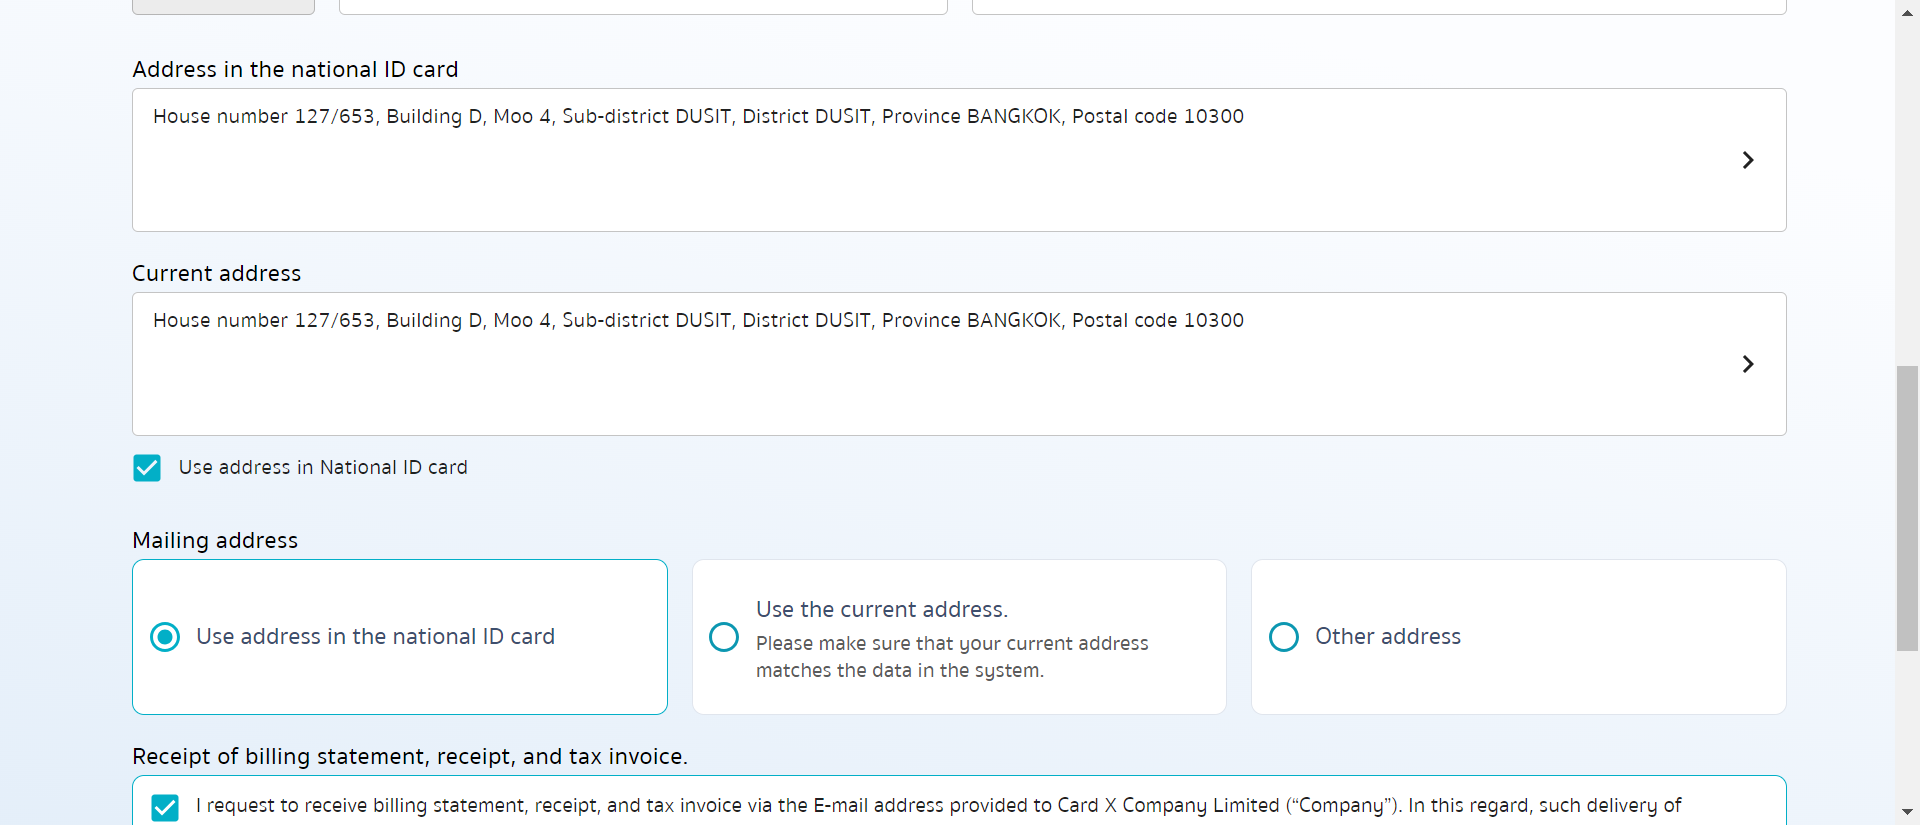 Address in the national ID card
House number 127/653, Building D, Moo 4, Sub-district DUSIT, District DUSIT, Province BANGKOK, Postal code 10300
Current address
House number 127/653, Building D, Moo 4, Sub-district DUSIT, District DUSIT, Province BANGKOK, Postal code 10300
Use address in National ID card
Mailing address
Use address in the national ID card
Use the current address.
Please make sure that your current address
matches the data in the system.
Other address
Receipt of billing statement, receipt, and tax invoice.
I request to receive billing statement, receipt, and tax invoice via the E-mail address provided to Card X Company Limited (“Company”). In this regard, such delivery of